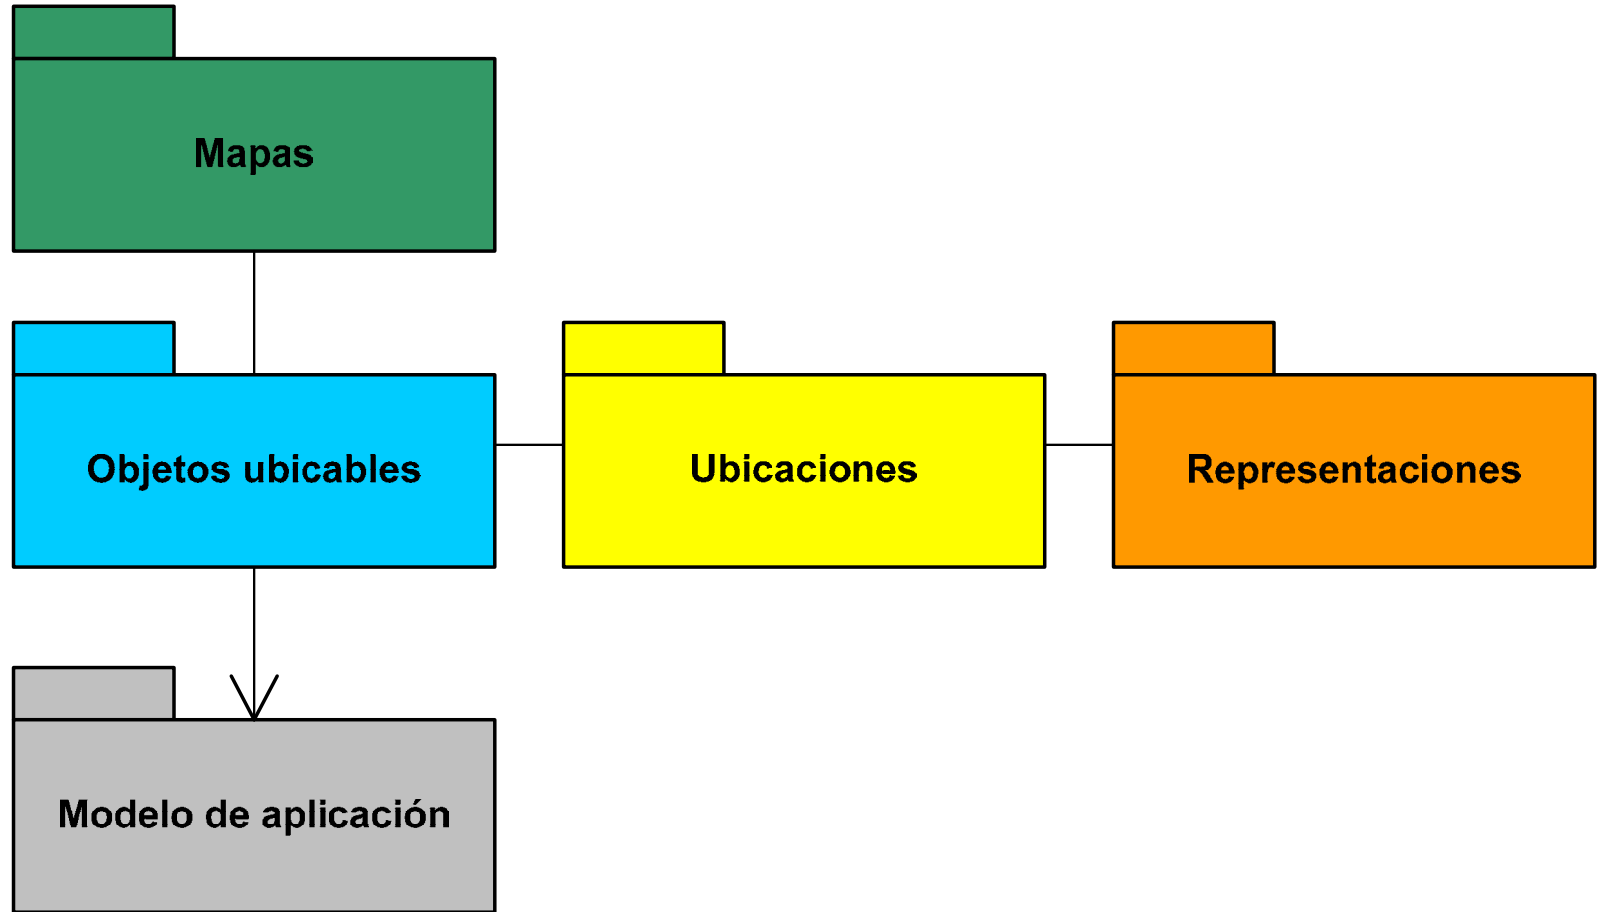 Mapas
Objetos ubicables
Ubicaciones
Representaciones
Modelo de aplicación